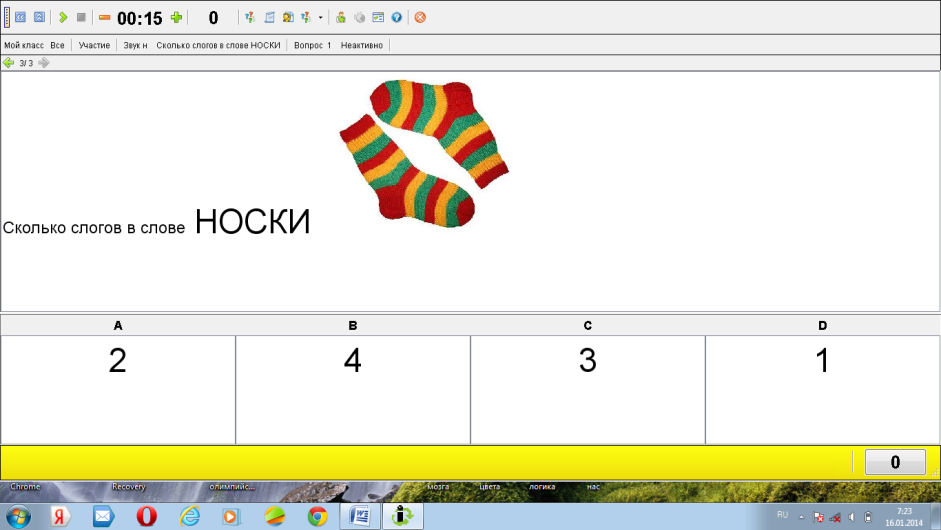 00:15 0
Мой класс Все Участие Звук н Сколько слогов в слове НОСКИ Вопрос 1 Неактивно
3/3
Сколько слогов в слове НОСКИ
A B C D
2 4 3 1
0
Chrome Recovery олимпийс... мозга цвета логика нас
RU 7:23
16.01.2014